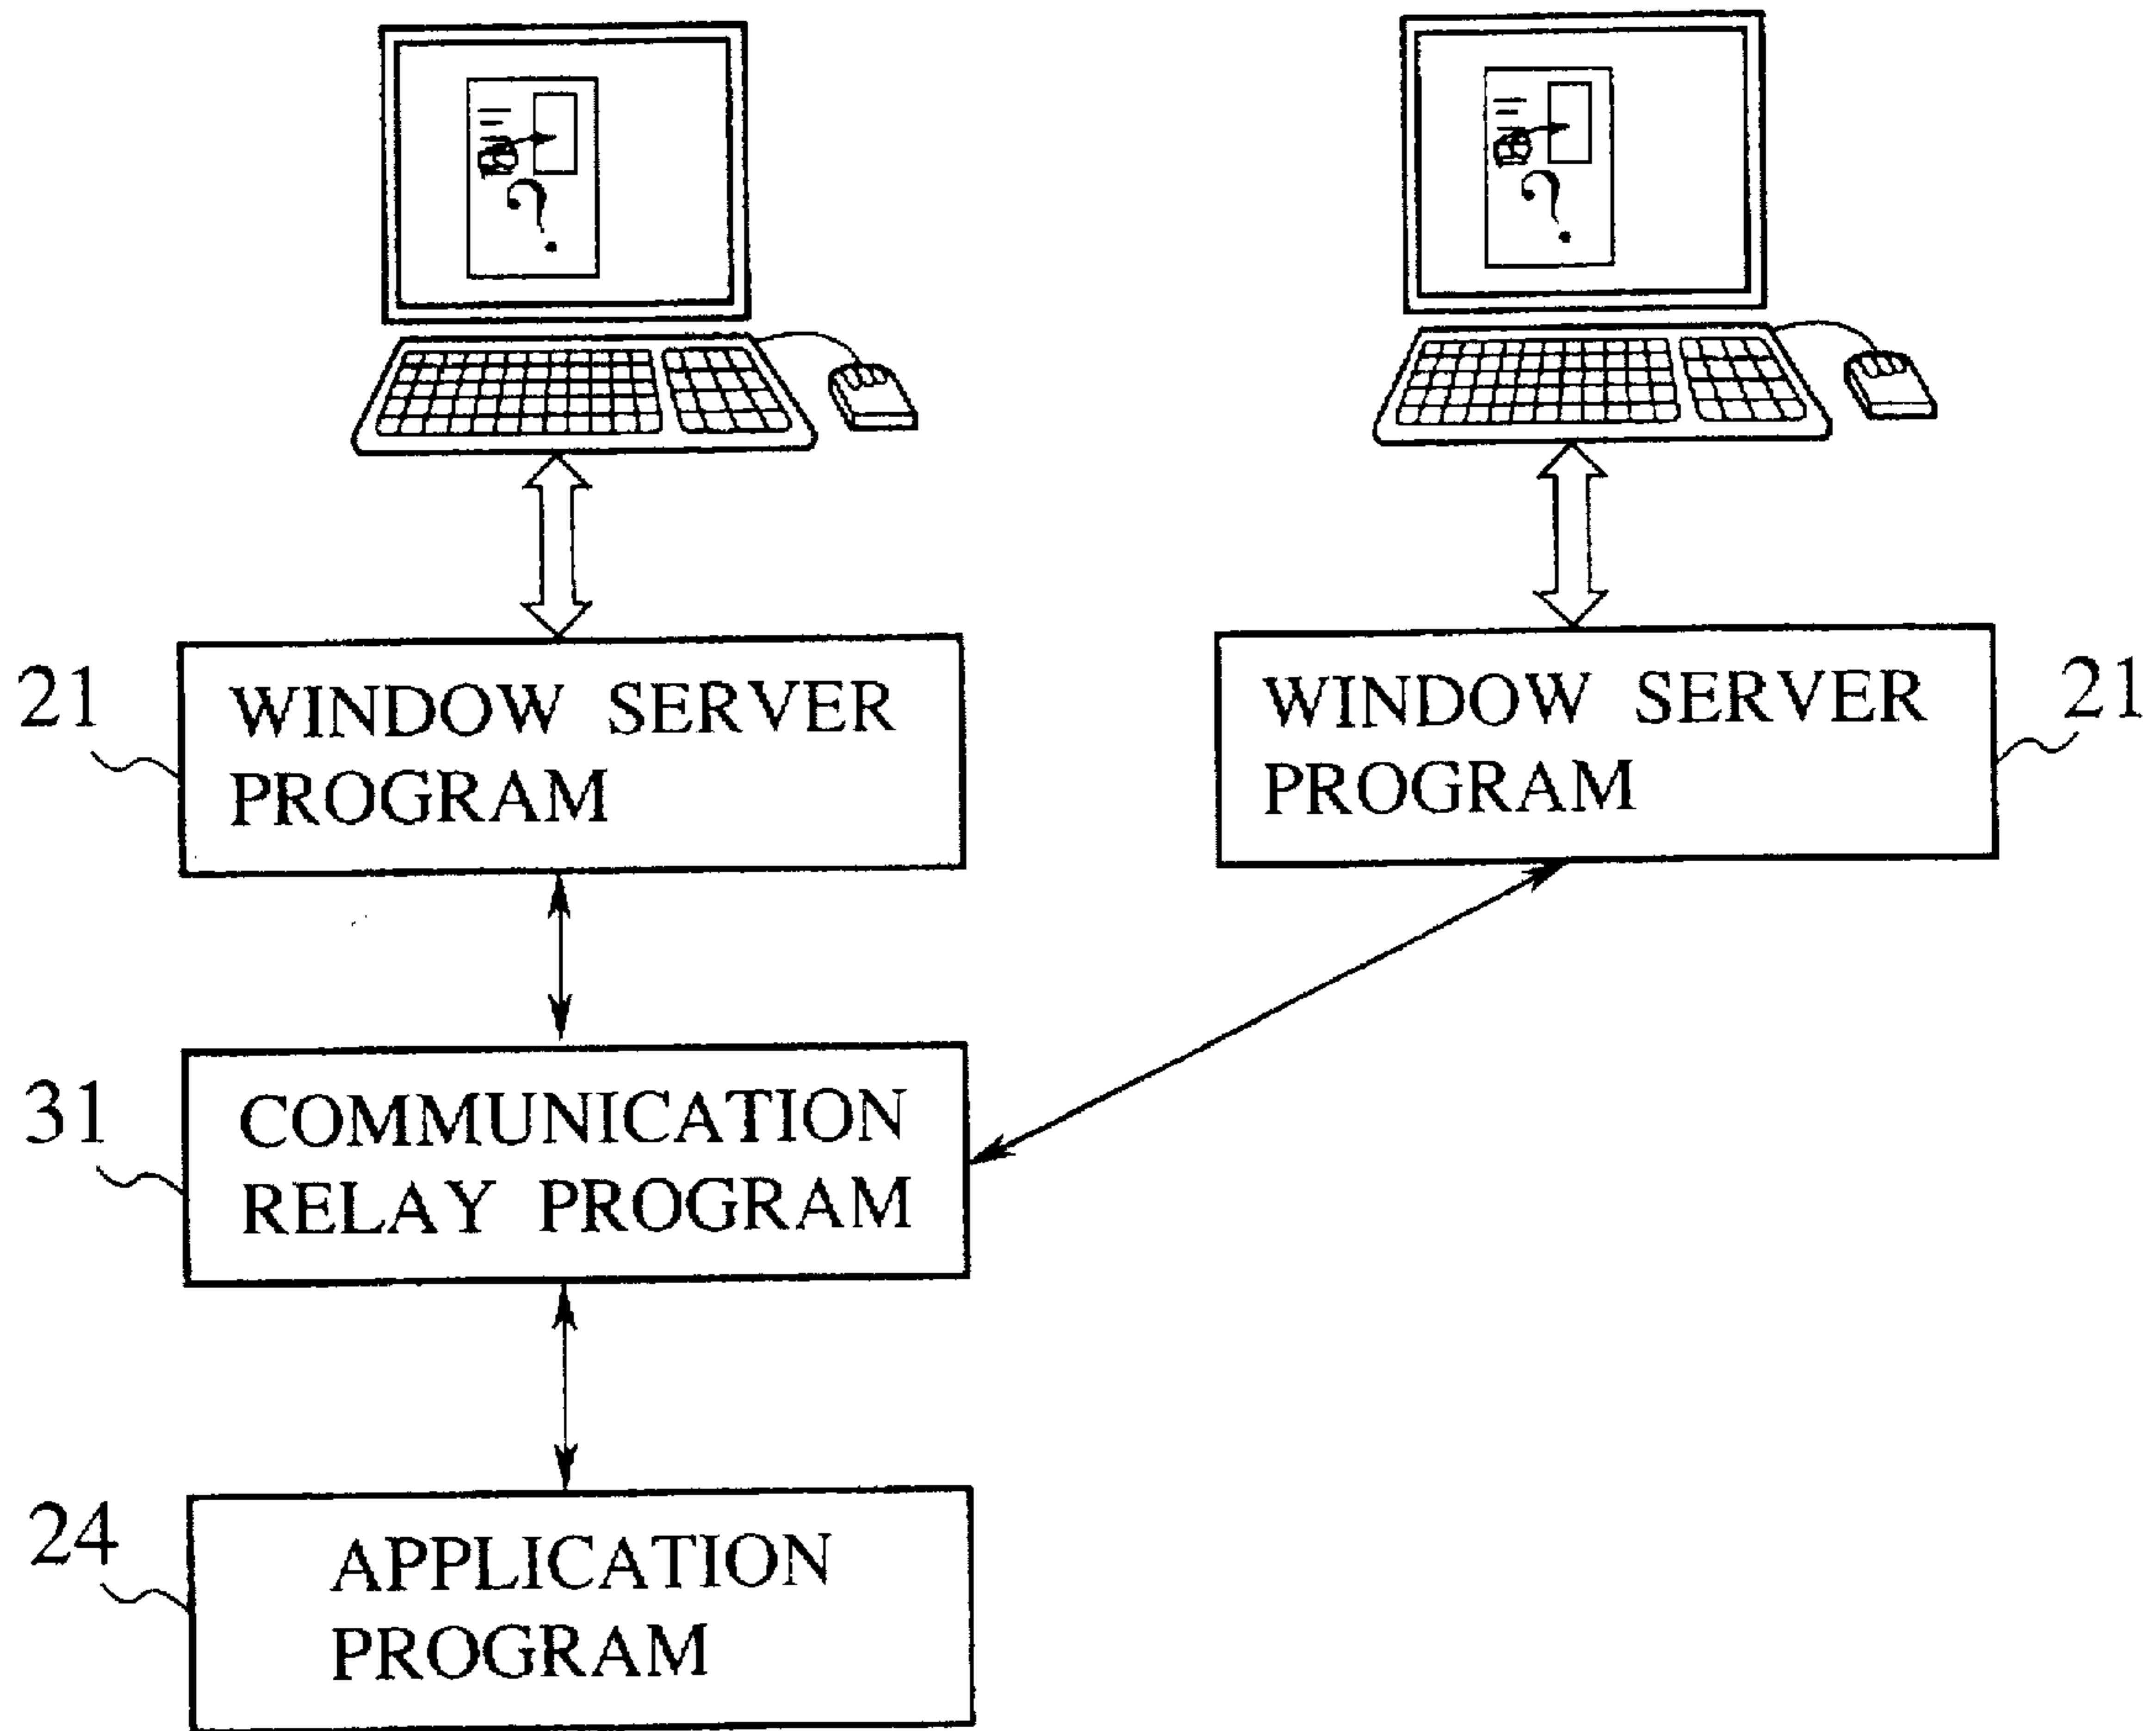 21
WINDOW SERVER
PROGRAM
WINDOW SERVER
PROGRAM
21
31
COMMUNICATION
RELAY PROGRAM
24
APPLICATION
PROGRAM
?
?